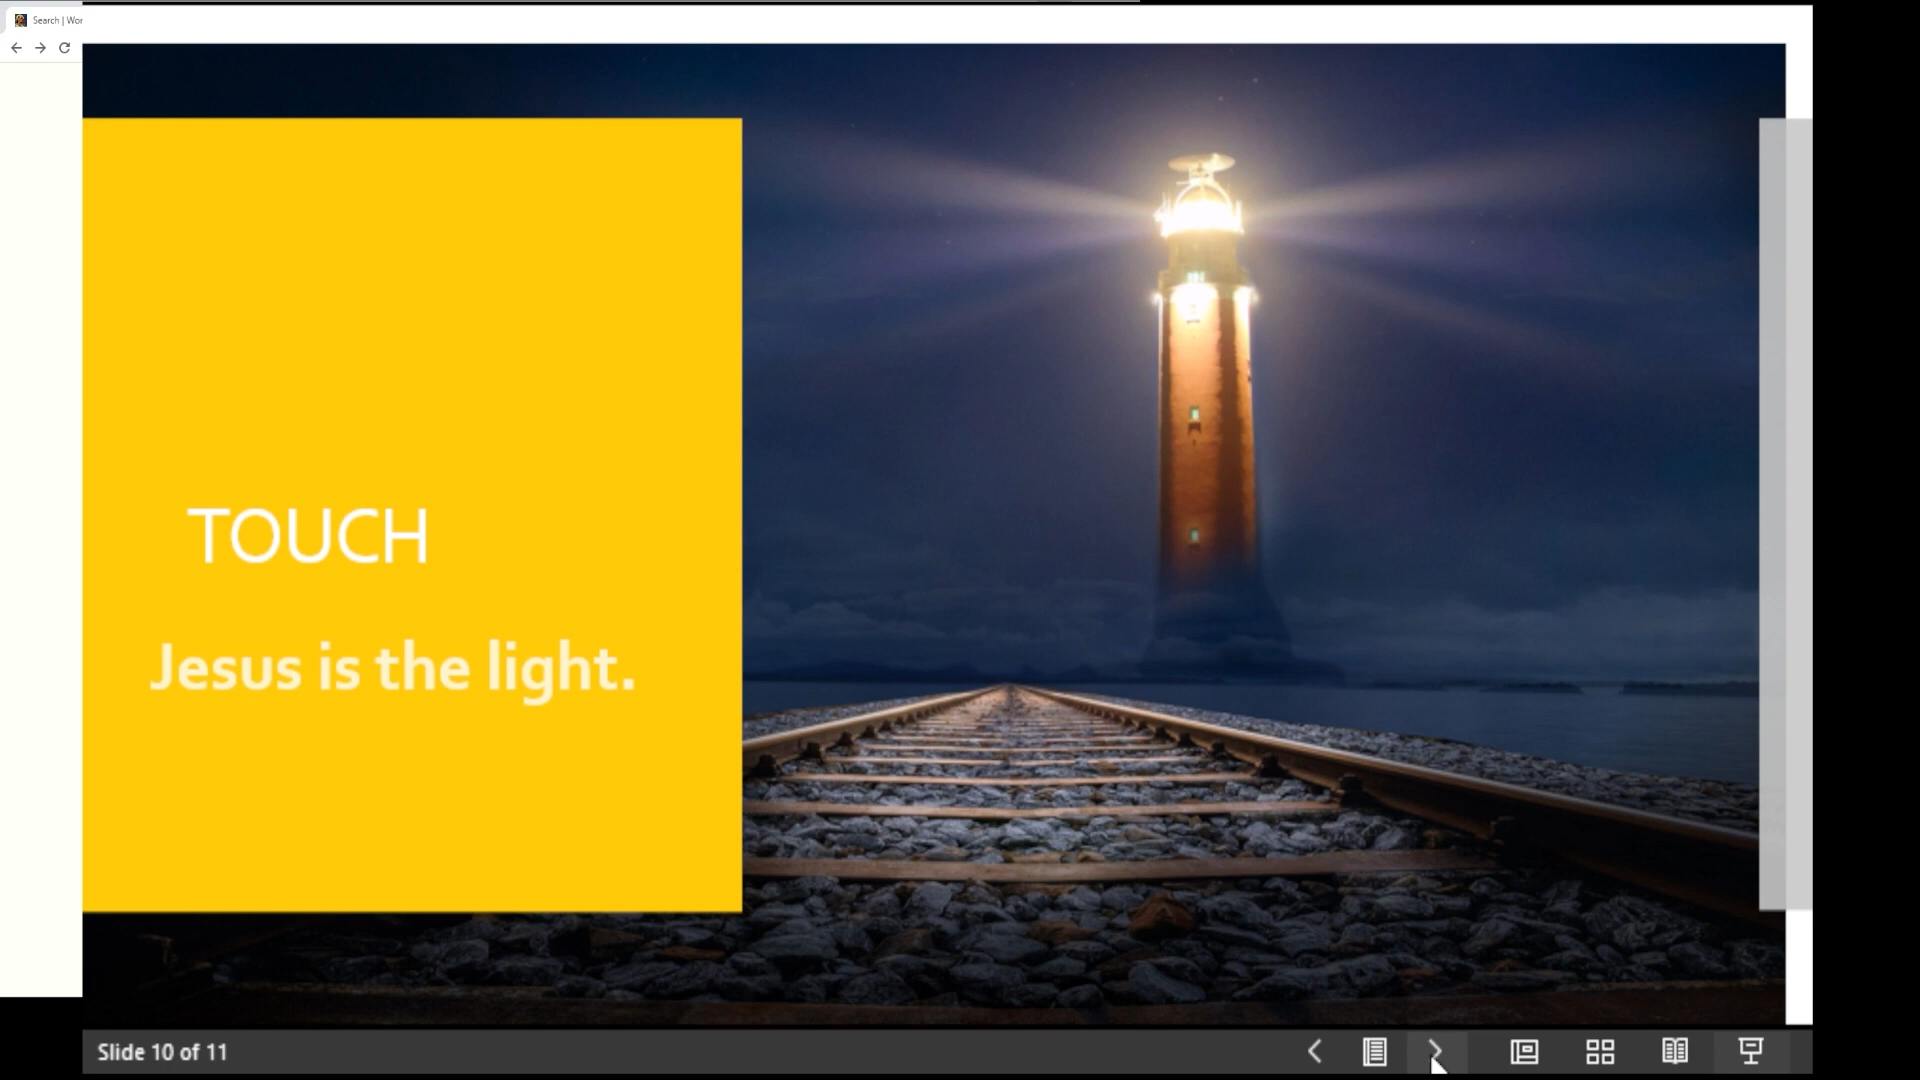 Search | Wor
TOUCH
Jesus is the light.
Slide 10 of 11